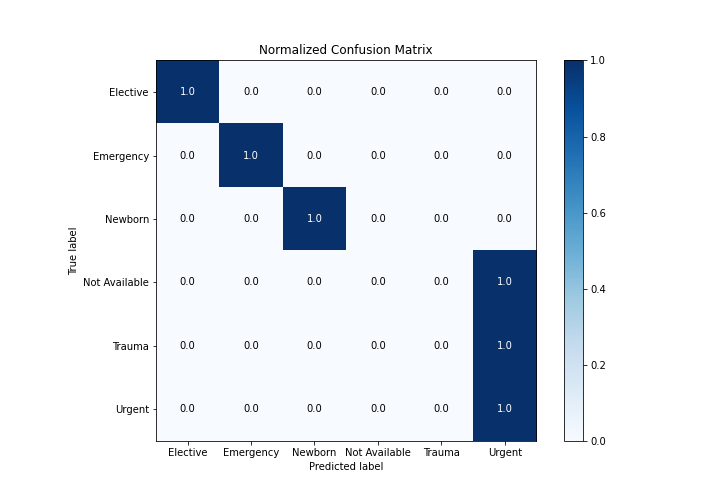 Normalized Confusion Matrix
True label
Elective 1.0 0.0 0.0 0.0 0.0 0.0
Emergency 0.0 1.0 0.0 0.0 0.0 0.0
Newborn 0.0 0.0 1.0 0.0 0.0 0.0
Not Available 0.0 0.0 0.0 0.0 0.0 1.0
Trauma 0.0 0.0 0.0 0.0 0.0 1.0
Urgent 0.0 0.0 0.0 0.0 0.0 1.0
Elective Emergency Newborn Not Available Trauma Urgent
Predicted label
1.0
0.8
0.6
0.4
0.2
0.0